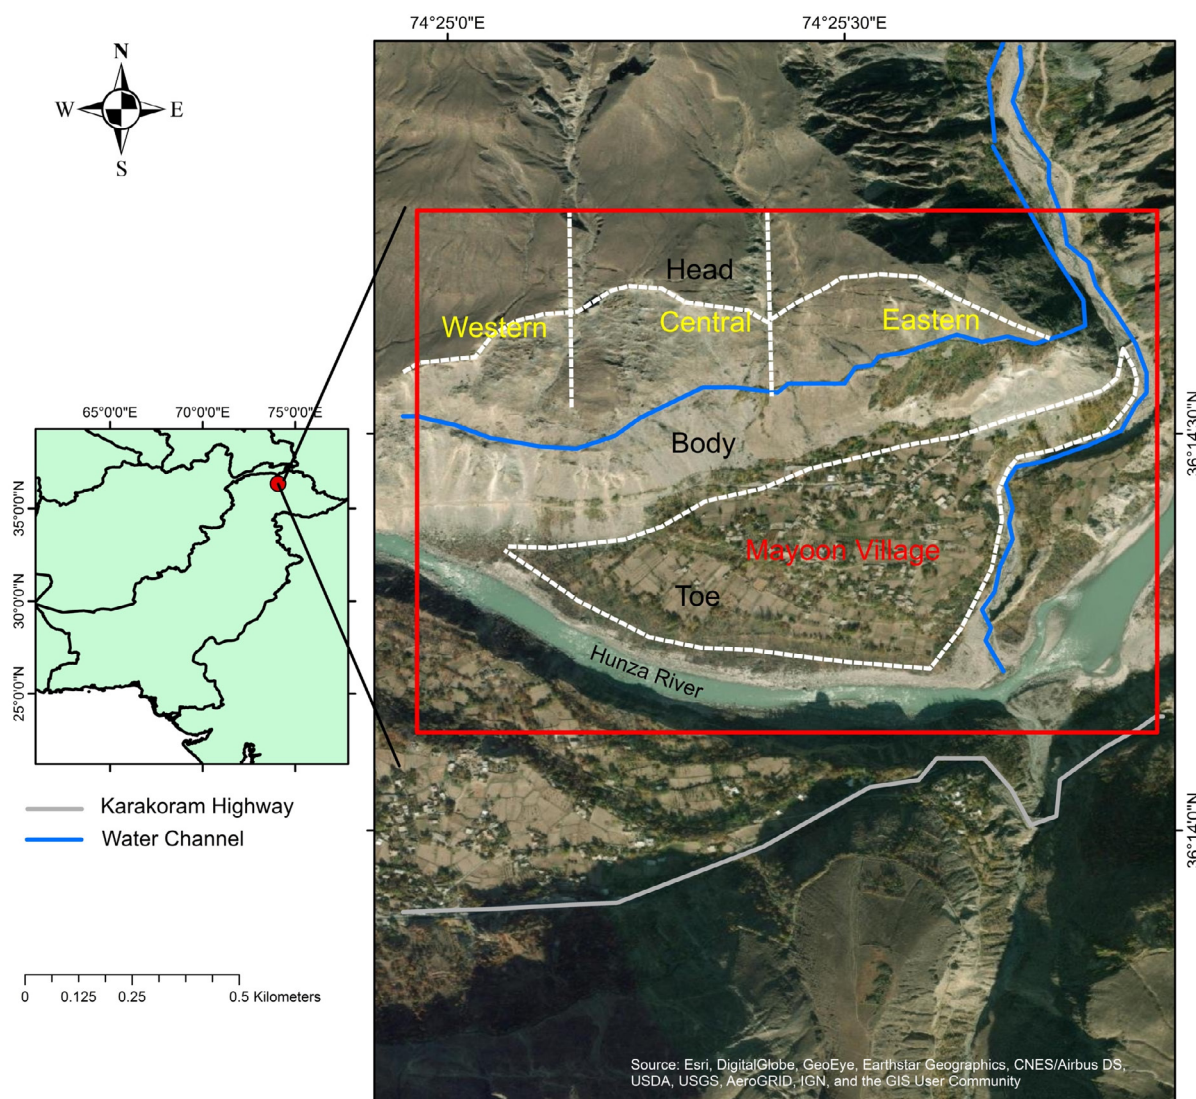 74°25'0"E
74°25'30"E
N
W
E
S
Head
Western
Central
Eastern
Body
36°14'30"N
65°0'0"E
70°0'0"E
75°0'0"E
35°0'0"N
30°0'0"N
25°0'0"N
Mayoon Village
Toe
Hunza River
Karakoram Highway
Water Channel
36°14'0"N
0
0.125
0.25
0.5 Kilometers
Source: Esri, DigitalGlobe, GeoEye, Earthstar Geographics, CNES/Airbus DS,
USDA, USGS, AeroGRID, IGN, and the GIS User Community